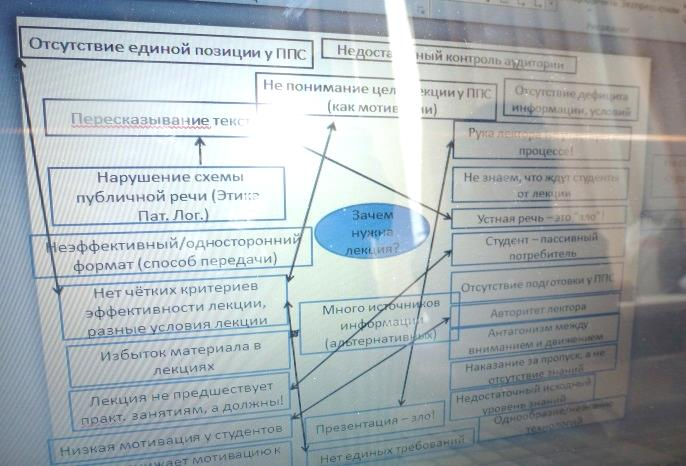 Отсутствие единой позиции у ППС
контроль аудитории
Не понимание лекции у ППС
(как
Отсутствие дефицита
информации, условий
Пересказывание
Рука лектора
процессе!
Нарушение схемы
публичной речи (Этика
Пат. Лог.)
Не знаем, что ждут студенты
от лекции
Зачем
нужна
лекция?
Устная речь – это "зло"!
Студент – пассивный
потребитель
Неэффективный/односторонний
формат (способ передачи)
Отсутствие подготовки у ППС
Нет чётких критериев
эффективности лекции,
разные условия лекции
Много источников
информации
(альтернативных)
Авторитет лектора
Антагонизм между
вниманием и движением
Избыток материала в
лекциях
Наказание за пропуск, а не
отсутствие знаний
Лекция не предшествует
практ. занятиям, а должны!
Недостаточный исходный
уровень знаний
Презентация – зло!
Низкая мотивация у студентов
Нет единых требований
мотивацию к